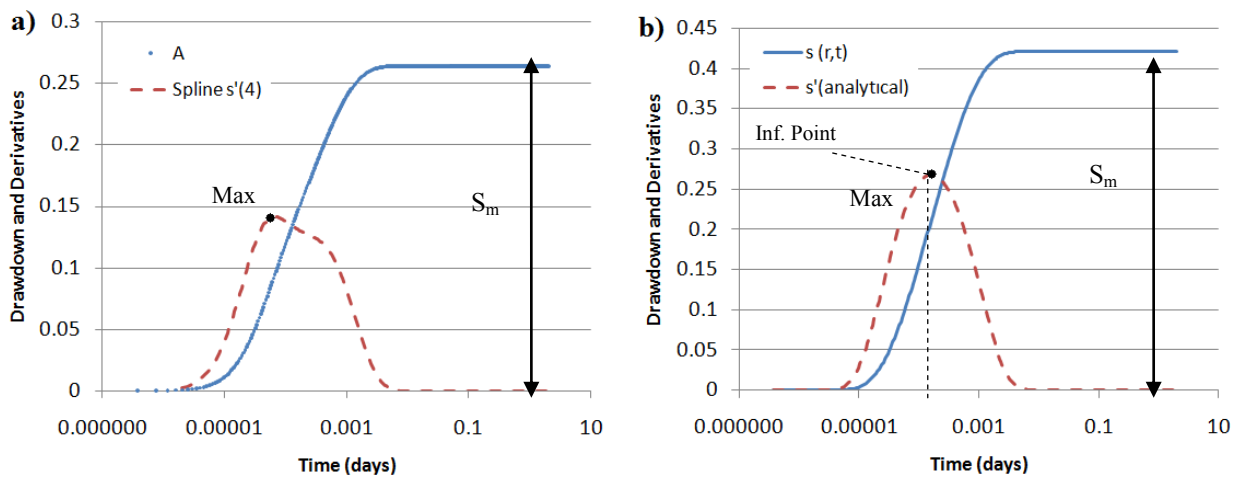 a)
0.3
0.25
0.2
0.15
0.1
0.05
0
A
Spline s'(4)
Max
Sm
Drawdown and Derivatives
0.000000 0.00001 0.001 0.1 10
Time (days)
b)
0.45
0.4
0.35
0.3
0.25
0.2
0.15
0.1
0.05
0
s (r,t)
s'(analytical)
Inf. Point
Max
Sm
Drawdown and Derivatives
0.000000 0.00001 0.001 0.1 10
Time (days)